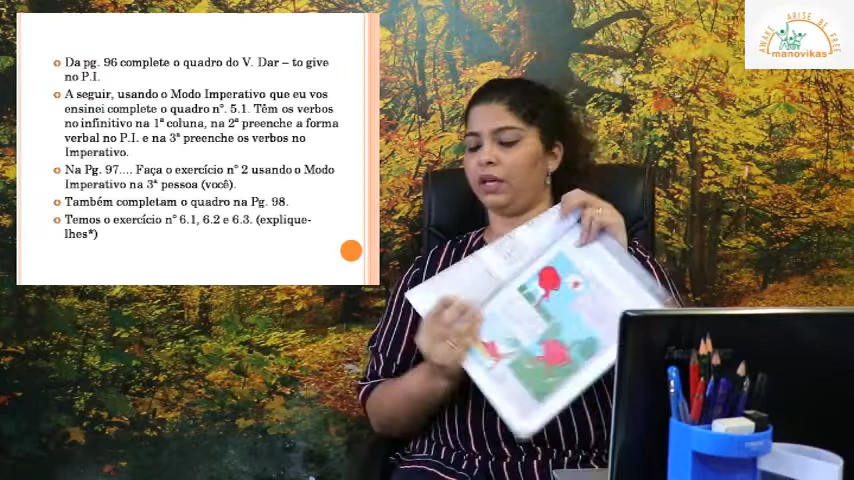 Da pg. 96 complete o quadro do V. Dar – to give
no P.I.
A seguir, usando o Modo Imperativo que eu vos
ensinei complete o quadro nº. 5.1. Têm os verbos
no infinitivo na 1ª coluna, na 2ª preenche a forma
verbal no P.I. e na 3ª preenche os verbos no
Imperativo.
Na Pg. 97.... Faça o exercício nº 2 usando o Modo
Imperativo na 3ª pessoa (você).
Também completam o quadro na Pg. 98.
Temos o exercício nº 6.1, 6.2 e 6.3. (explique-
lhes*)
AWAKE ARISE BE FREE
manovikas